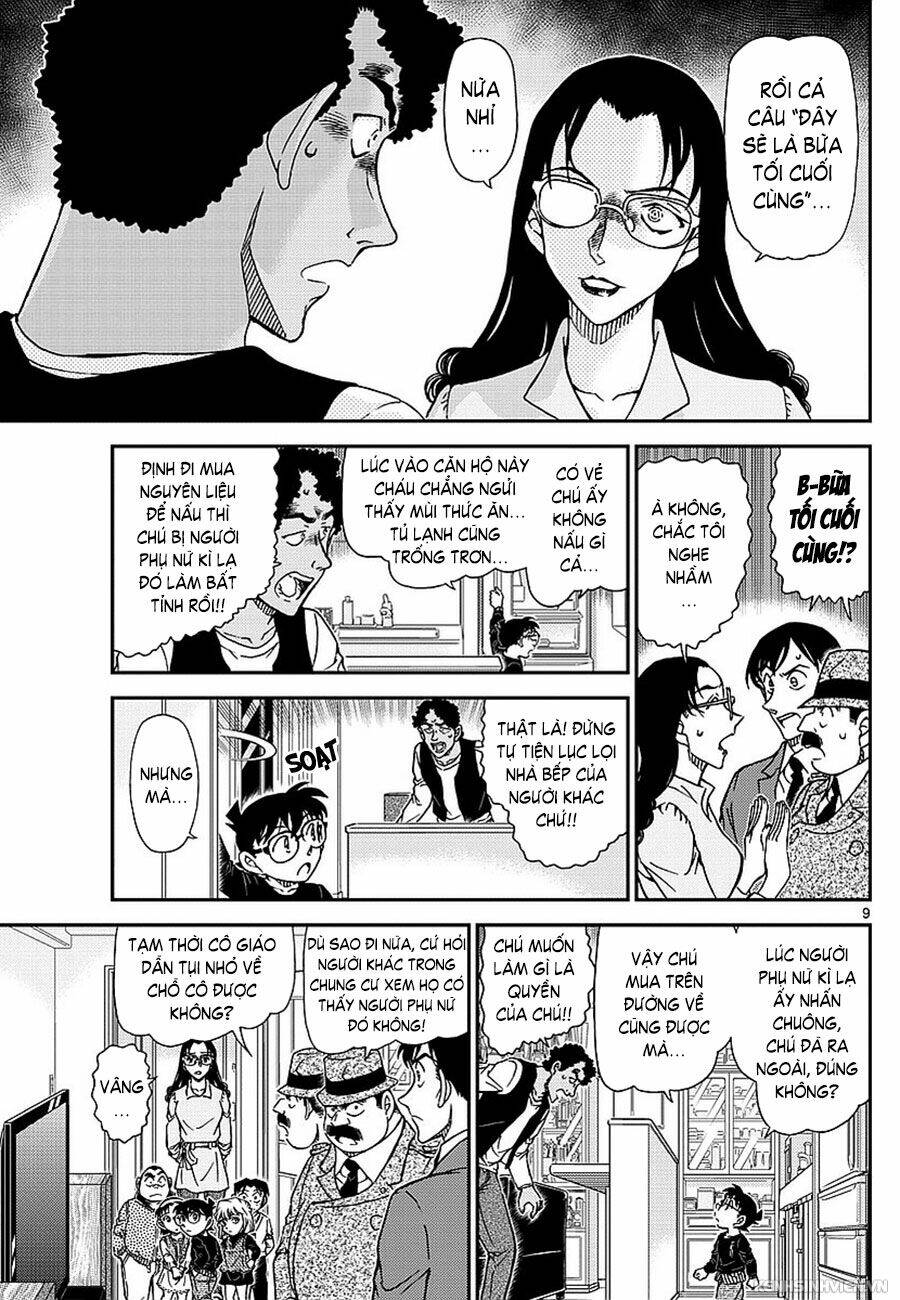 RỒI CẢ
CÂU "ĐÂY
SẼ LÀ BỮA
TỐI CUỐI
CÙNG"...
NỮA
NHỈ
...
B-BỮA
TỐI CUỐI
CÙNG!?
À KHÔNG,
CHẮC TÔI
NGHE
NHẦM
...
CÓ VẺ
CHÚ ẤY
KHÔNG
NẤU GÌ
CẢ...
LÚC VÀO CĂN HỘ NÀY
CHÁU CHẲNG NGỬI
THẤY MÙI THỨC ĂN...
TỦ LẠNH CŨNG
TRỐNG TRƠN...
ĐỊNH ĐI MUA
NGUYÊN LIỆU
ĐỂ NẤU THÌ
CHÚ BỊ NGƯỜI
PHỤ NỮ KÌ LẠ
ĐÓ LÀM BẤT
TỈNH RỒI!!
THẬT LÀ! ĐỪNG
TỰ TIỆN LỤC LỌI
NHÀ BẾP CỦA
NGƯỜI KHÁC
CHỨ!!
SOẠT
NHƯNG
MÀ...
9
LÚC NGƯỜI
PHỤ NỮ KÌ LẠ
ẤY NHẤN
CHUÔNG,
CHÚ ĐÃ RA
NGOÀI, ĐÚNG
KHÔNG?
VẬY CHÚ
MUA TRÊN
ĐƯỜNG VỀ
CŨNG ĐƯỢC
MÀ...
CHÚ MUỐN
LÀM GÌ LÀ
QUYỀN
CỦA CHÚ!!
DÙ SAO ĐI NỮA, CỨ HỎI
NGƯỜI KHÁC TRONG
CHUNG CƯ XEM HỌ CÓ
THẤY NGƯỜI PHỤ NỮ
ĐÓ KHÔNG!
TẠM THỜI CÔ GIÁO
DẪN TỤI NHỎ VỀ
CHỖ CÔ ĐƯỢC
KHÔNG?
VÂNG
...